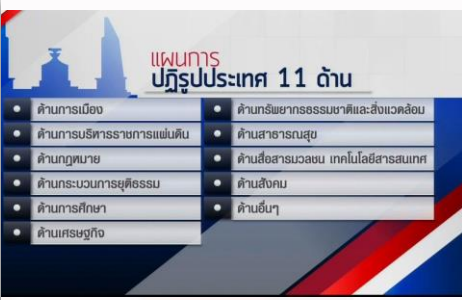 แผนการ
ปฏิรูปประเทศ 11 ด้าน
ด้านการเมือง
ด้านการบริหารราชการแผ่นดิน
ด้านกฎหมาย
ด้านกระบวนการยุติธรรม
ด้านการศึกษา
ด้านเศรษฐกิจ
ด้านทรัพยากรธรรมชาติและสิ่งแวดล้อม
ด้านสาธารณสุข
ด้านสื่อสารมวลชน เทคโนโลยีสารสนเทศ
ด้านสังคม
ด้านอื่นๆ